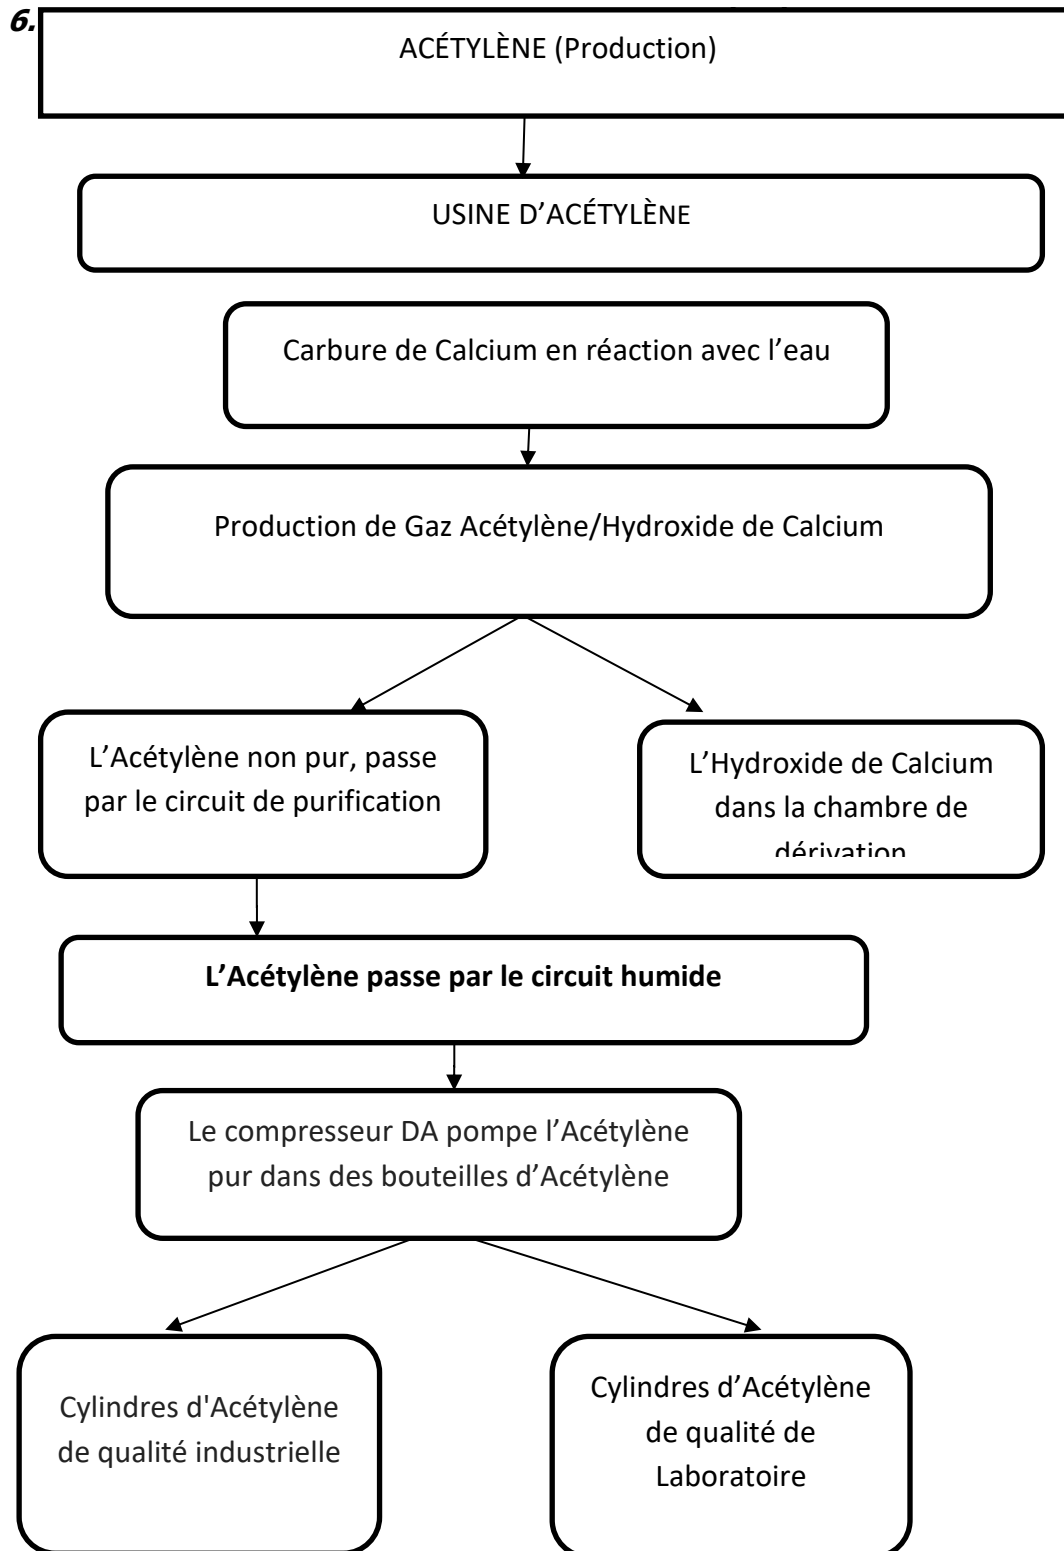 6.
ACÉTYLÈNE (Production)
USINE D’ACÉTYLÈNE
Carbure de Calcium en réaction avec l’eau
Production de Gaz Acétylène/Hydroxide de Calcium
L’Acétylène non pur, passe
par le circuit de purification
L’Hydroxide de Calcium
dans la chambre de
dérivation
L’Acétylène passe par le circuit humide
Le compresseur DA pompe l’Acétylène
pur dans des bouteilles d’Acétylène
Cylindres d'Acétylène
de qualité industrielle
Cylindres d’Acétylène
de qualité de
Laboratoire